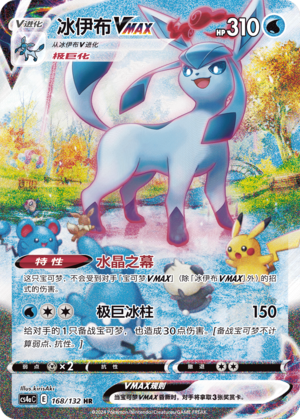 V进化
冰伊布VMAX
HP310
从冰伊布V进化
极巨化
特性 水晶之幕
这只宝可梦，不会受到对手「宝可梦VMAX」（除「冰伊布VMAX」外）的招式的伤害。
极巨冰柱 150
给对手的1只备战宝可梦，也造成30点伤害。[备战宝可梦不计算弱点、抗性。]
弱点 ×2 抗性 撤退
VMAX规则
当宝可梦VMAX昏厥时，对手将拿取3张奖赏卡。
Illus. kirisAki
CS4aC E 168/132 HR
©2024 Pokémon/Nintendo/Creatures/GAME FREAK